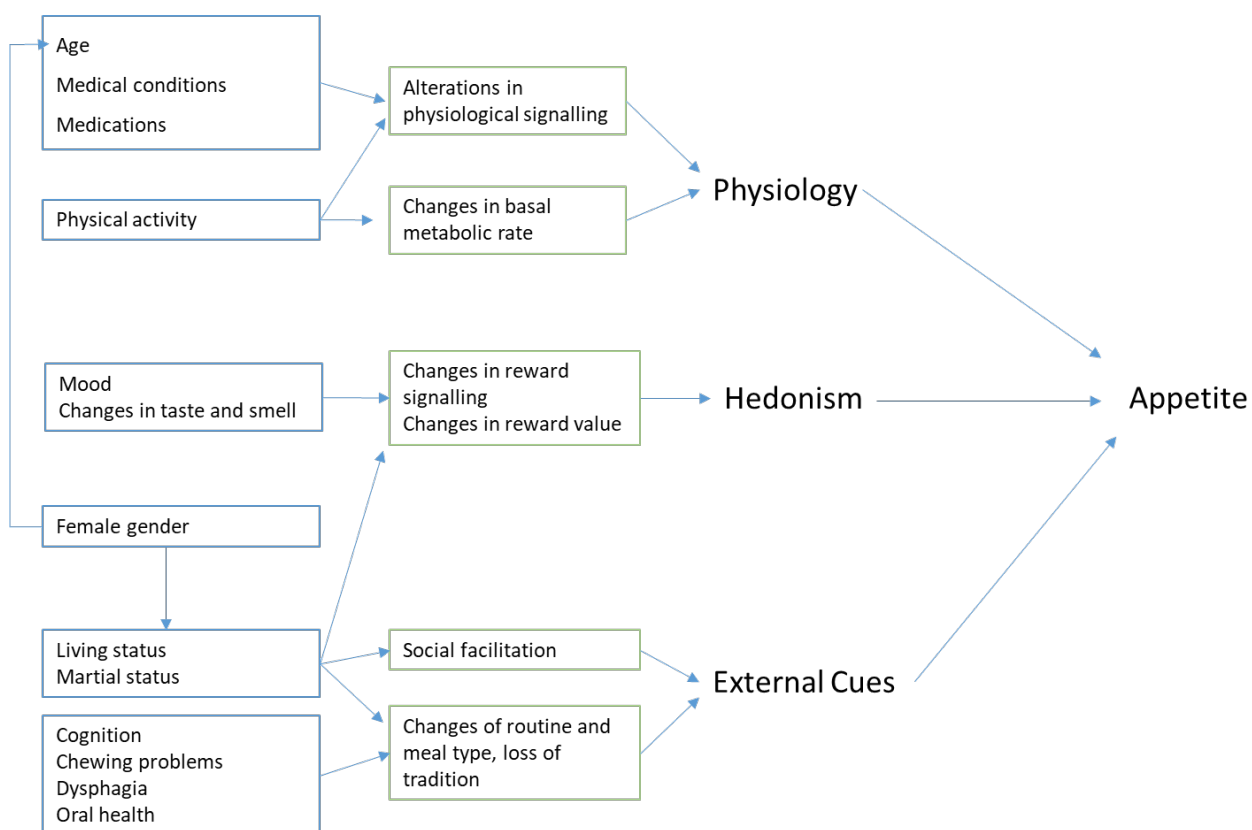 Age
Medical conditions
Medications
Alterations in
physiological signalling
Physiology
Physical activity
Changes in basal
metabolic rate
Mood
Changes in taste and smell
Changes in reward
signalling
Changes in reward value
Hedonism
Appetite
Female gender
Living status
Martial status
Social facilitation
External Cues
Changes of routine and
meal type, loss of
tradition
Cognition
Chewing problems
Dysphagia
Oral health